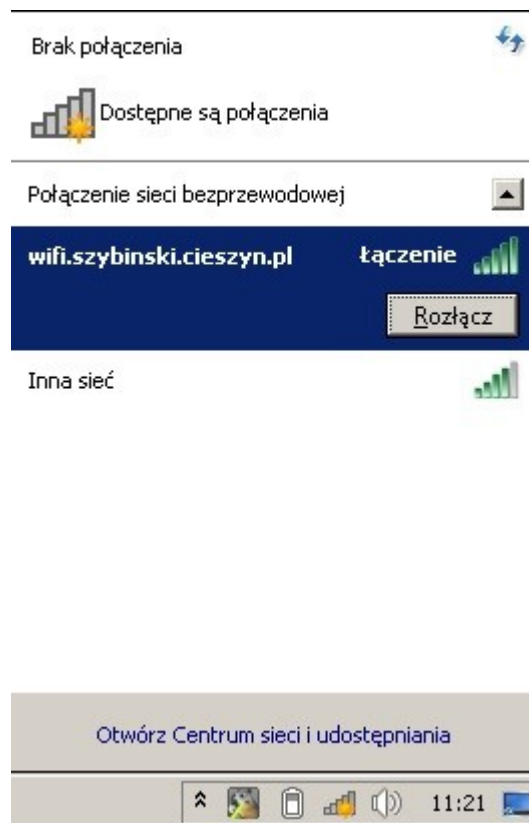 Brak połączenia
Dostępne są połączenia
Połączenie sieci bezprzewodowej
wifi.szybinski.cieszyn.pl Łączenie
Rozłącz
Inna sieć
Otwórz Centrum sieci i udostępniania
11:21